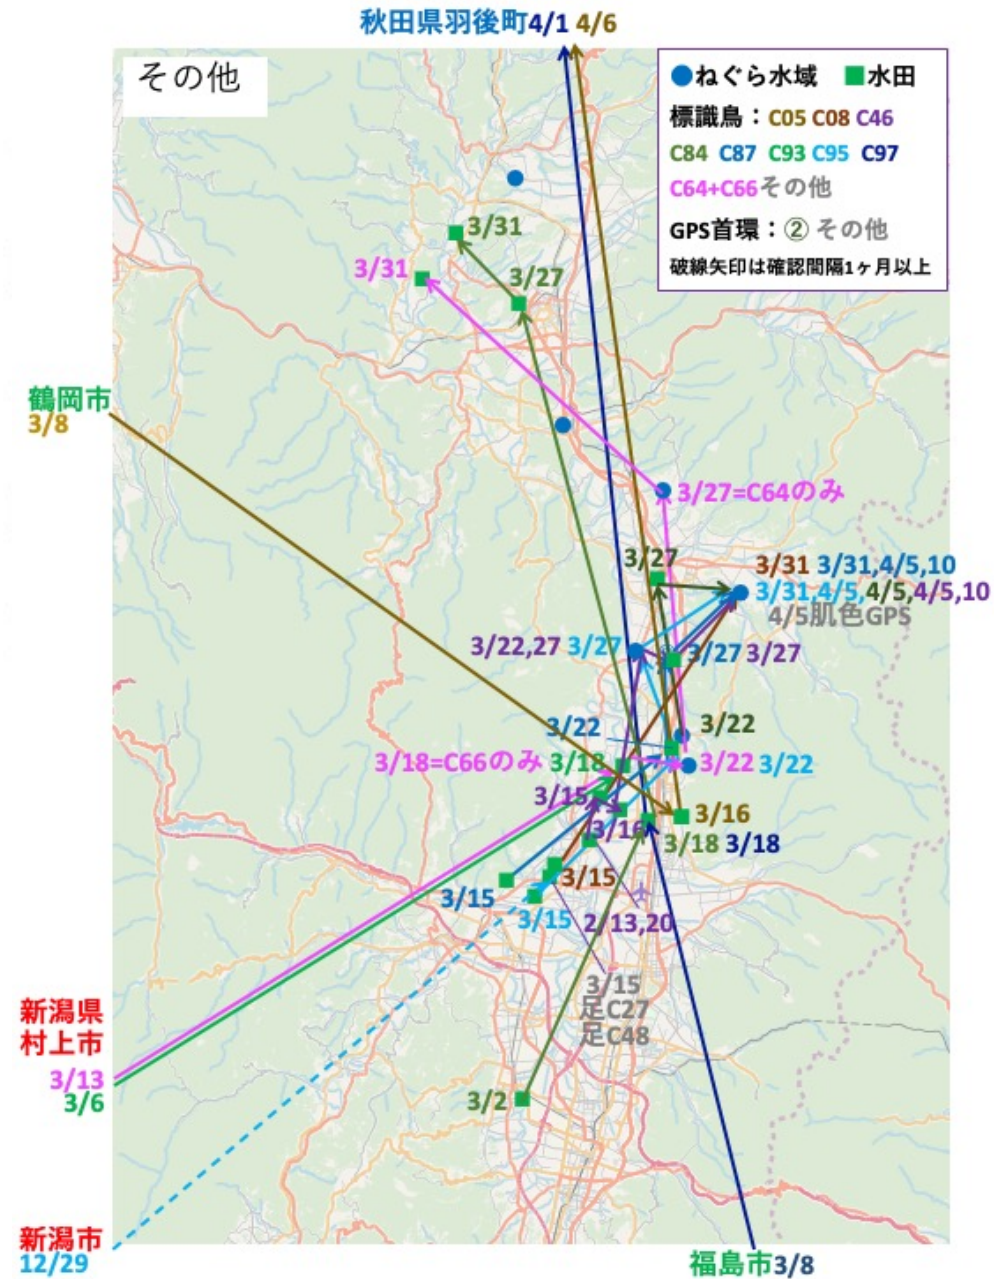 秋田県羽後町4/1 4/6
その他
ねぐら水域 水田
標識鳥：C05 C08 C46
C84 C87 C93 C95 C97
C64+C66その他
GPS首環：② その他
破線矢印は確認間隔1ヶ月以上
3/31
3/31
3/27
鶴岡市
3/8
3/27=C64のみ
3/27
3/31 3/31,4/5,10
3/31,4/5,4/5,4/5,10
4/5肌色GPS
3/22,27 3/27
3/27 3/27
3/22
3/22
3/18=C66のみ 3/18
3/22 3/22
3/15
3/16
3/16
3/18 3/18
3/15
3/15
3/15
2/13,20
3/15
足C27
足C48
新潟県
村上市
3/13
3/6
3/2
新潟市
12/29
福島市3/8